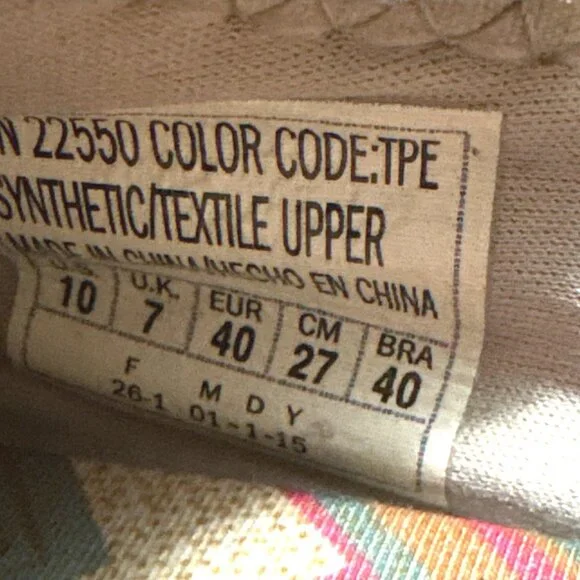 N 22550 COLOR CODE:TPE
SYNTHETIC/TEXTILE UPPER
MADE IN CHINA/HECHO EN CHINA
U.S. U.K. EUR CM BRA
10 7 40 27 40
F M D Y
26-1 01-1-15